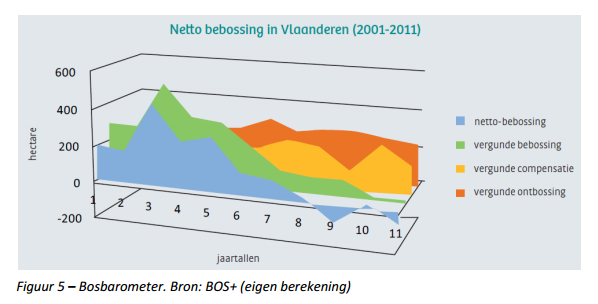 Netto bebossing in Vlaanderen (2001-2011)
600
400
200
0
-200
hectare
1
2
3
4
5
6
7
8
9
10
11
jaartallen
netto-bebossing
vergunde bebossing
vergunde compensatie
vergunde ontbossing
Figuur 5 – Bosbarometer. Bron: BOS+ (eigen berekening)